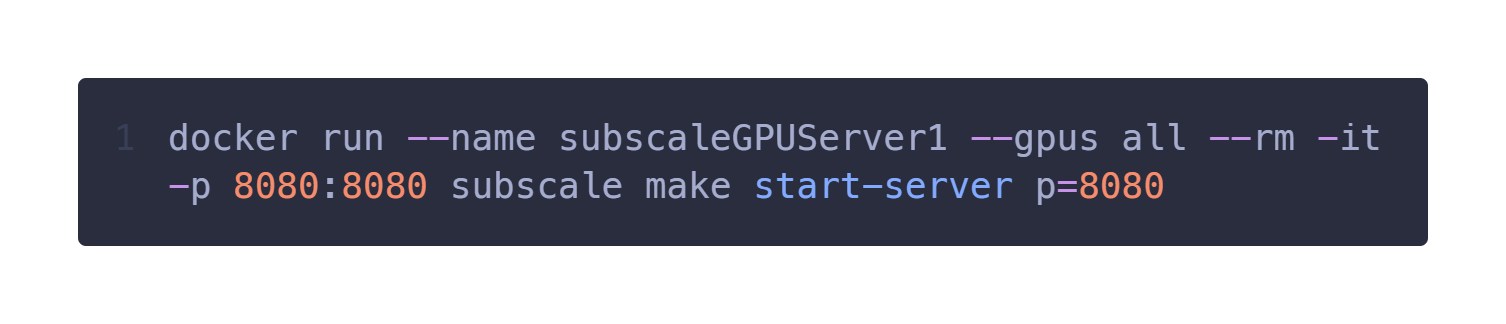 1 docker run --name subscaleGPUServer1 --gpus all --rm -it
-p 8080:8080 subscale make start-server p=8080